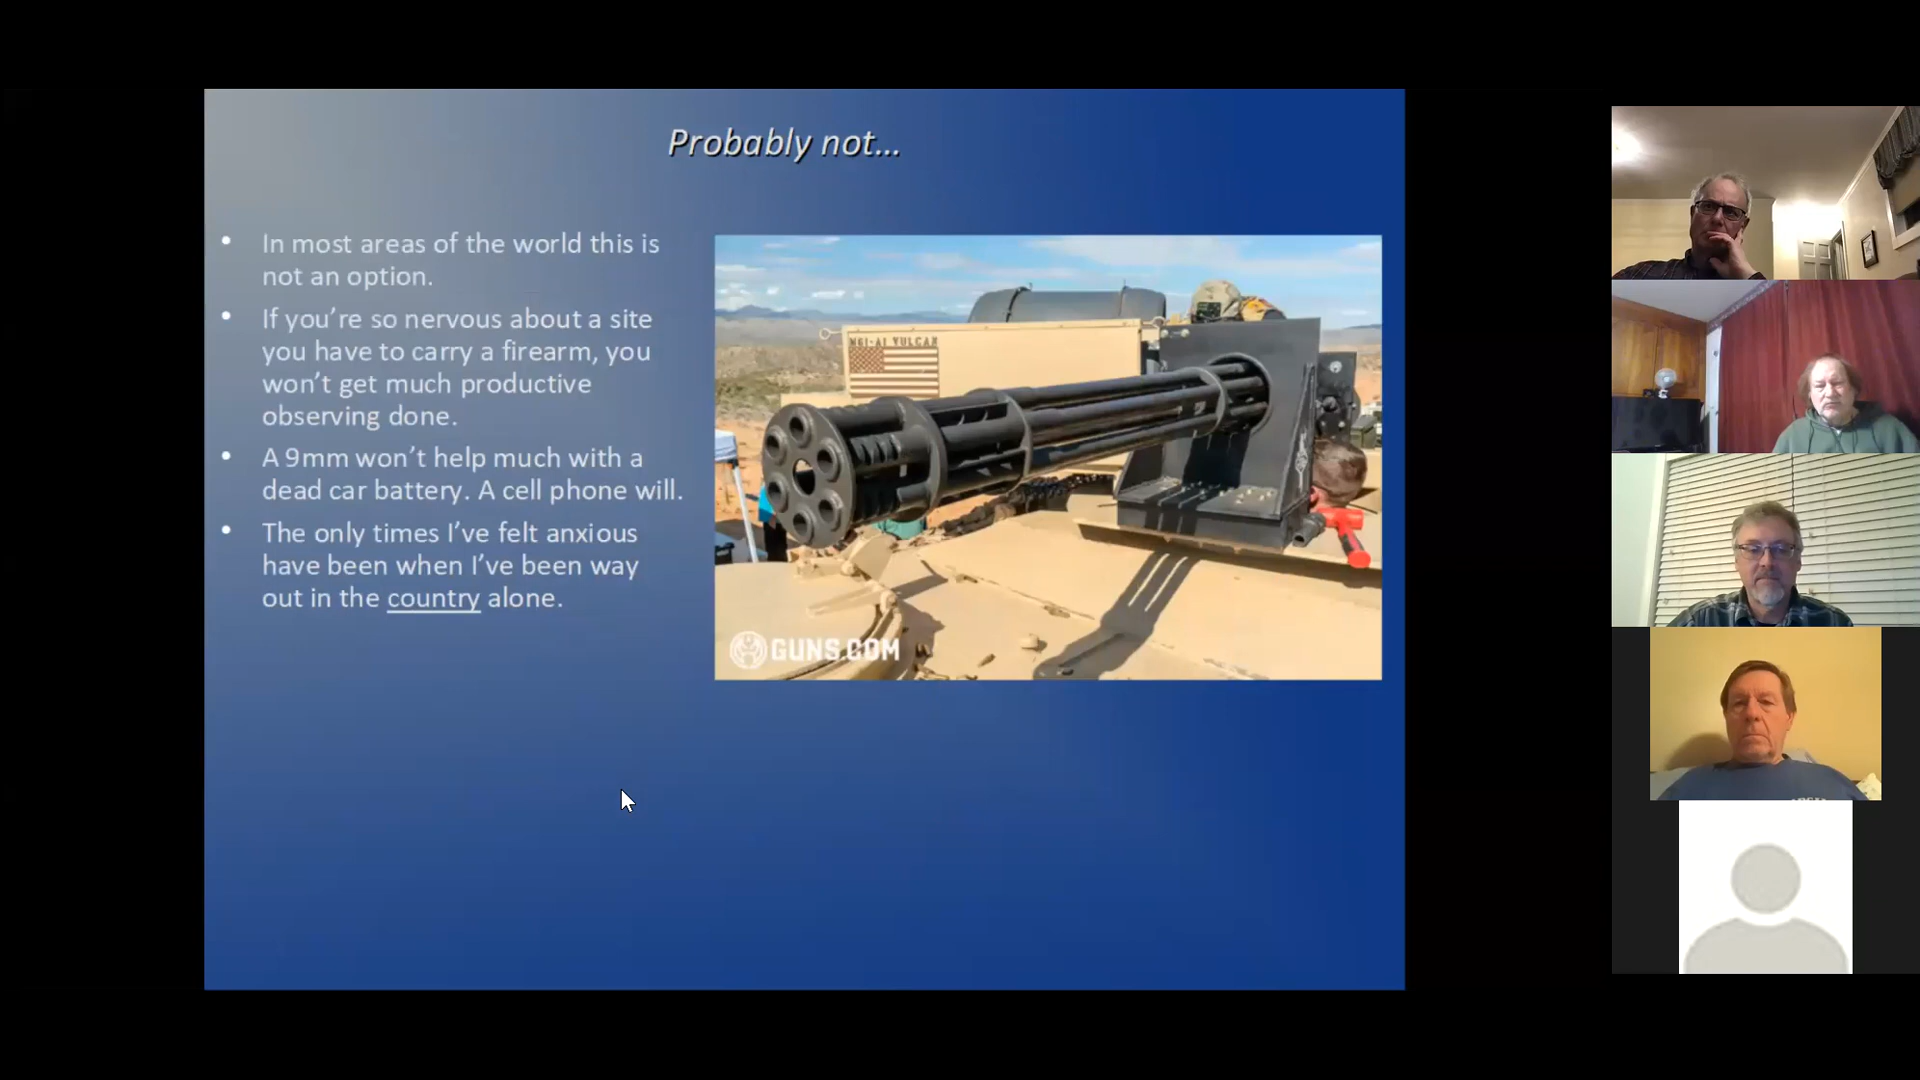 Probably not...
• In most areas of the world this is
not an option.
• If you’re so nervous about a site
you have to carry a firearm, you
won’t get much productive
observing done.
• A 9mm won’t help much with a
dead car battery. A cell phone will.
• The only times I’ve felt anxious
have been when I’ve been way
out in the country alone.
M61-A1 VULCAN
GUNS.COM